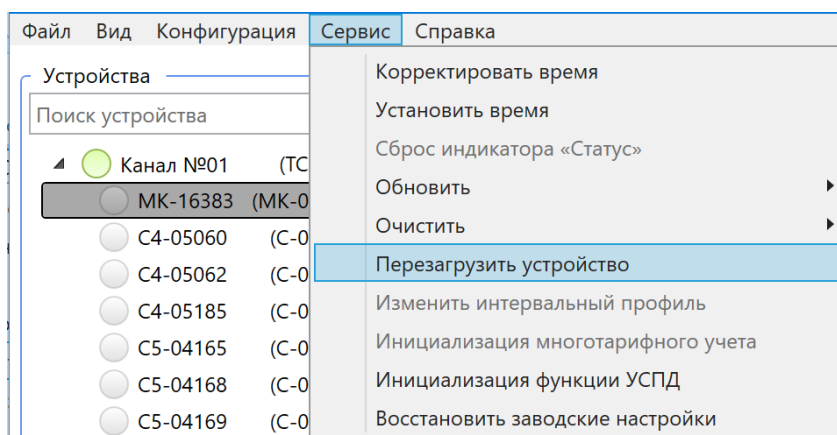 Файл Вид Конфигурация Сервис Справка
Устройства
Поиск устройства
Канал №01 (TC
МК-16383 (МК-0
С4-05060 (С-0
С4-05062 (С-0
С4-05185 (С-0
С5-04165 (С-0
С5-04168 (С-0
С5-04169 (С-0
Корректировать время
Установить время
Сброс индикатора «Статус»
Обновить
Очистить
Перезагрузить устройство
Изменить интервальный профиль
Инициализация многотарифного учета
Инициализация функции УСПД
Восстановить заводские настройки